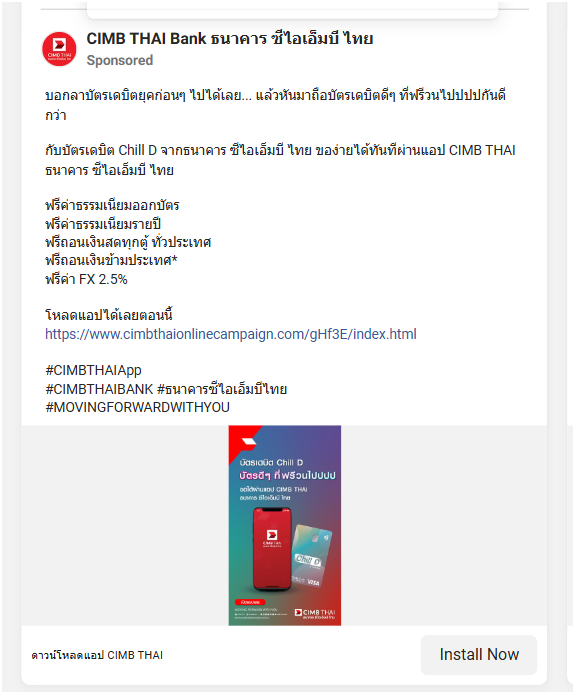 CIMB THAI Bank ธนาคาร ซีไอเอ็มบี ไทย
Sponsored
บอกลาบัตรเดบิตยุคก่อนๆ ไปได้เลย... แล้วหันมาถือบัตรเดบิตดีๆ ที่ฟรีวนไปปปปกันดี
กว่า
กับบัตรเดบิต Chill D จากธนาคาร ซีไอเอ็มบี ไทย ของ่ายได้ทันทีผ่านแอป CIMB THAI
ธนาคาร ซีไอเอ็มบี ไทย
ฟรีค่าธรรมเนียมออกบัตร
ฟรีค่าธรรมเนียมรายปี
ฟรีถอนเงินสดทุกตู้ ทั่วประเทศ
ฟรีถอนเงินข้ามประเทศ*
ฟรีค่า FX 2.5%
โหลดแอปได้เลยตอนนี้
https://www.cimbthaionlinecampaign.com/gHf3E/index.html
#CIMBTHAIApp
#CIMBTHAIBANK #ธนาคารซีไอเอ็มบีไทย
#MOVINGFORWARDWITHYOU
บัตรเดบิต Chill D
บัตรดีๆ ที่ฟรีวนไปปปป
ขอได้ผ่านแอป CIMB THAI
ธนาคาร ซีไอเอ็มบี ไทย
CIMB THAI
Chill D
VISA
CIMB THAI
ดาวน์โหลดแอป CIMB THAI
Install Now